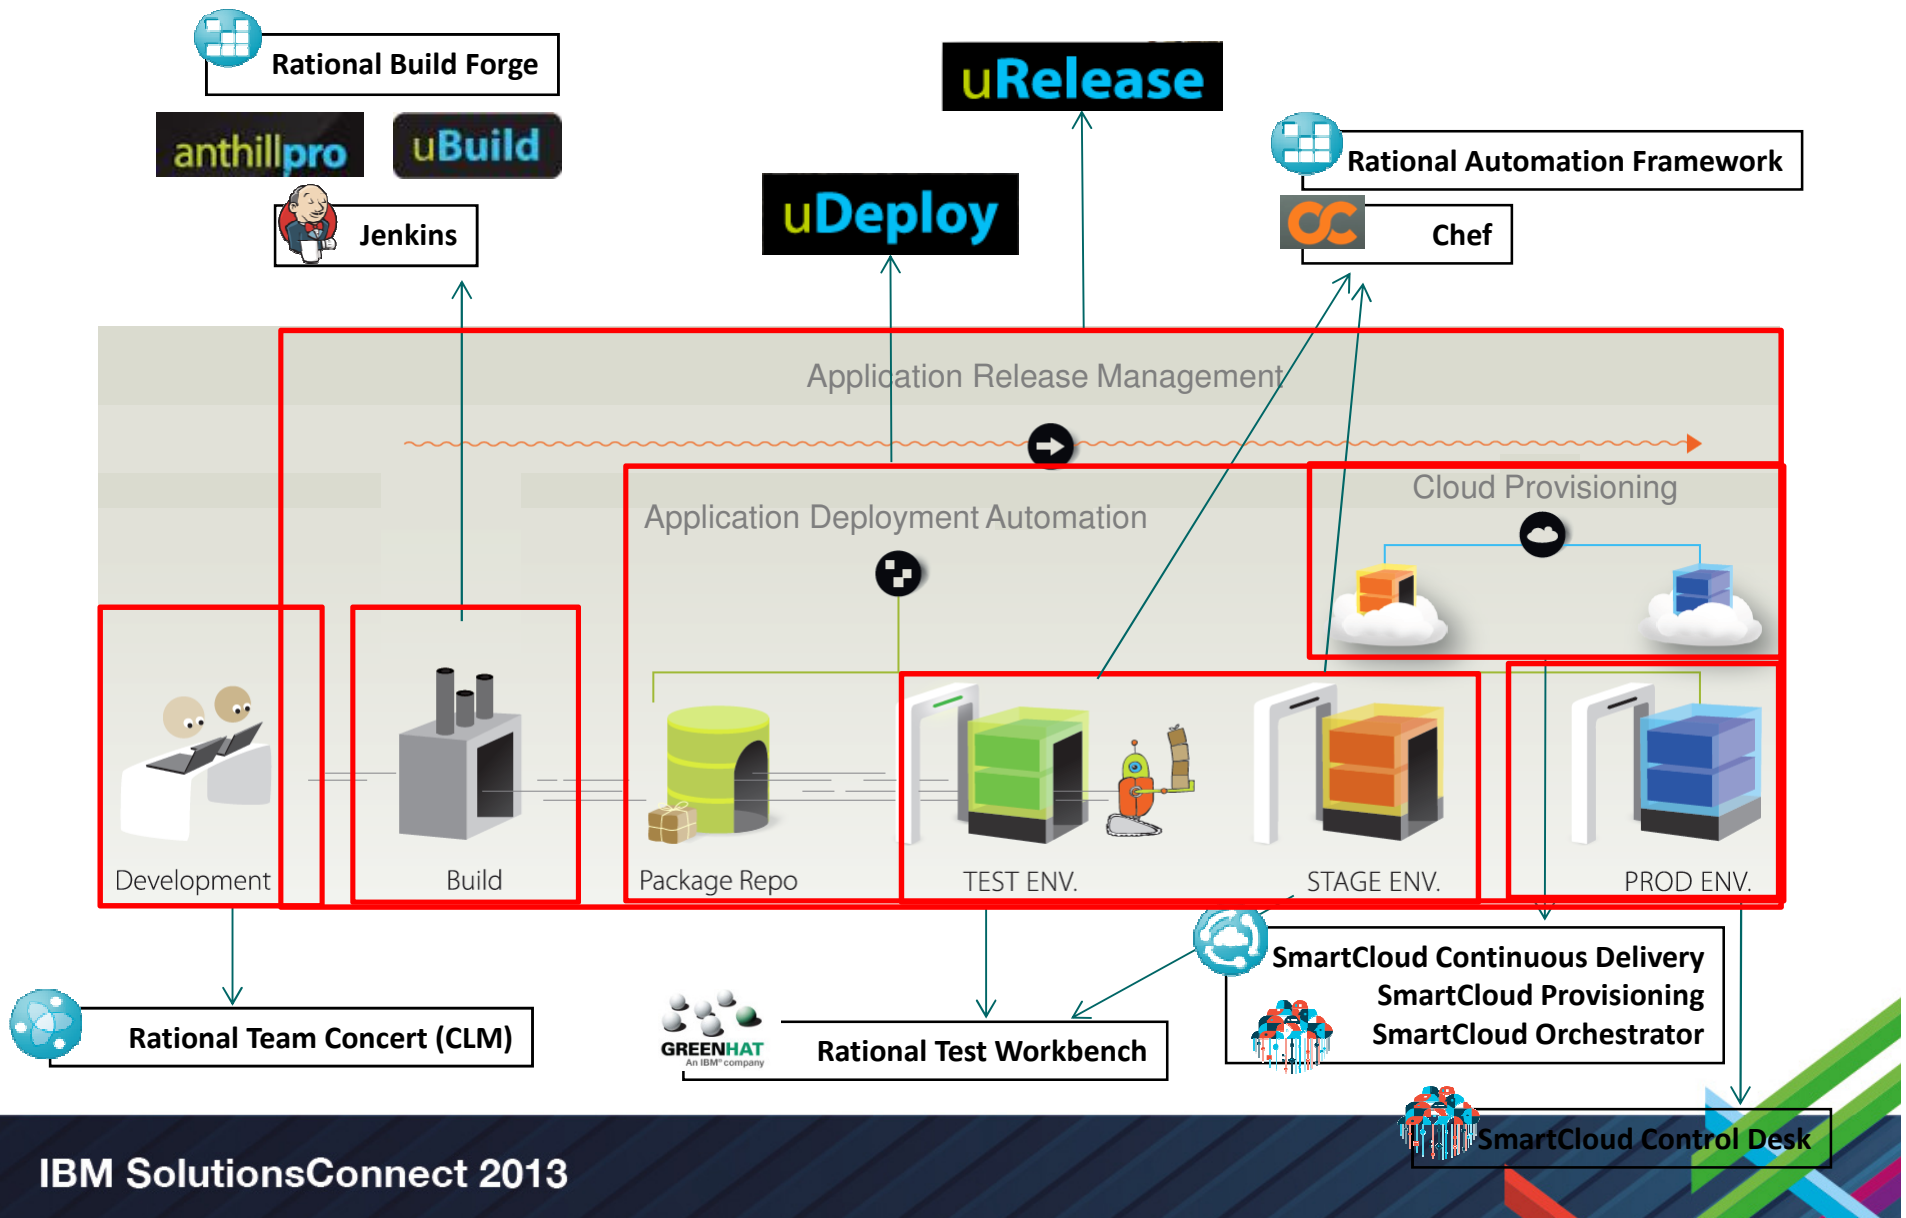 Rational Build Forge
anthillpro
uBuild
Jenkins
uRelease
uDeploy
Rational Automation Framework
Chef
Application Release Management
Cloud Provisioning
Application Deployment Automation
Development
Build
Package Repo
TEST ENV.
STAGE ENV.
PROD ENV.
Rational Team Concert (CLM)
GREENHAT
An IBM® company
Rational Test Workbench
SmartCloud Continuous Delivery
SmartCloud Provisioning
SmartCloud Orchestrator
SmartCloud Control Desk
IBM SolutionsConnect 2013